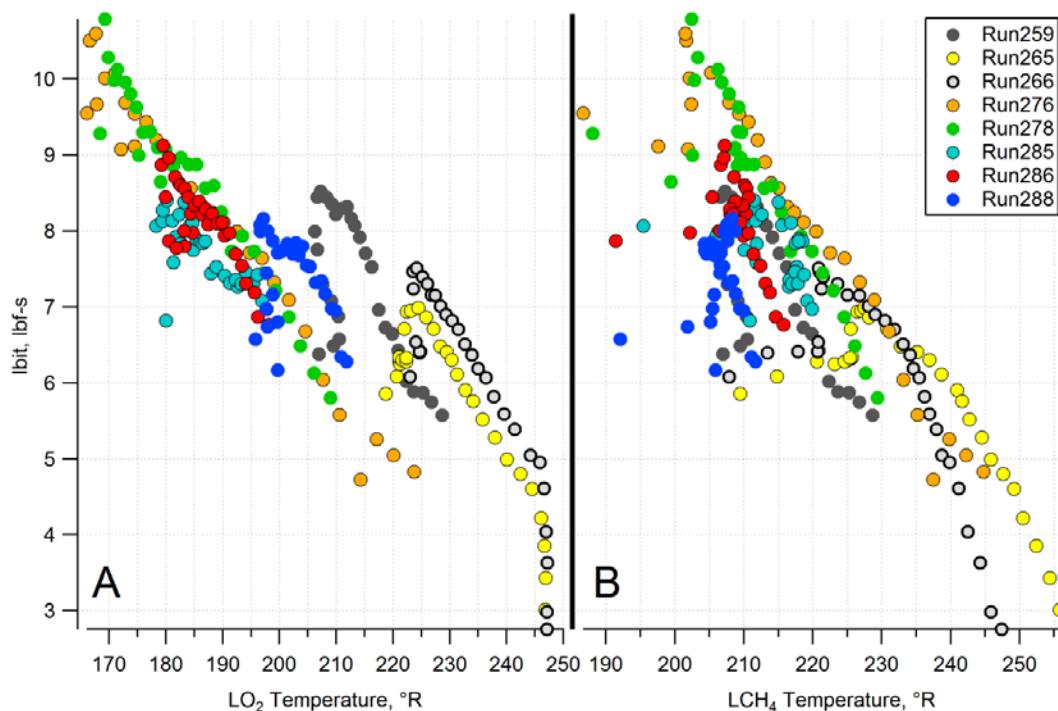 Ibit, lbf-s
10
9
8
7
6
5
4
3
A
170 180 190 200 210 220 230 240 250
LO₂ Temperature, °R
B
190 200 210 220 230 240 250
LCH₄ Temperature, °R
Run259
Run265
Run266
Run276
Run278
Run285
Run286
Run288